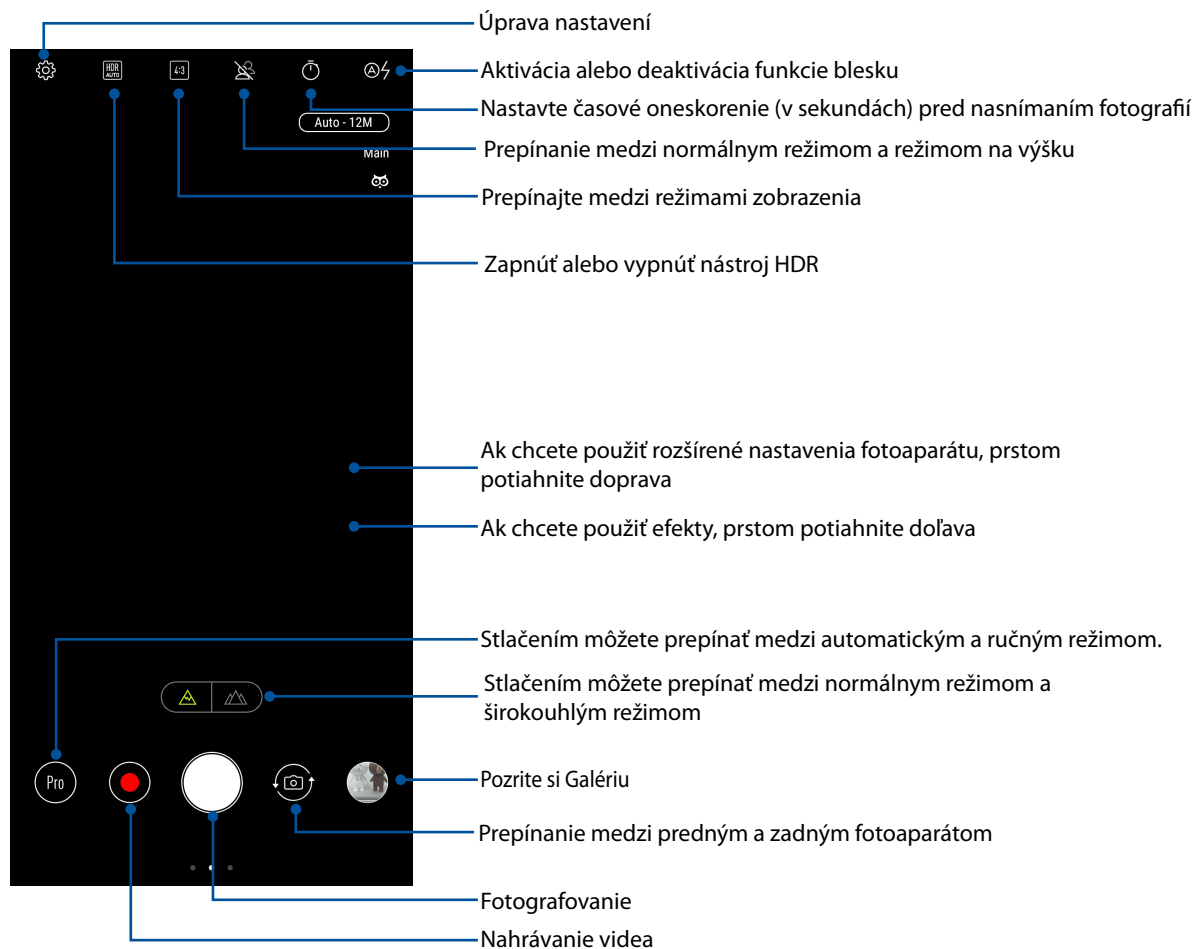 Úprava nastavení
HDR AUTO
4:3
A
Aktivácia alebo deaktivácia funkcie blesku
Nastavte časové oneskorenie (v sekundách) pred nasnímaním fotografií
Auto - 12M
Prepínanie medzi normálnym režimom a režimom na výšku
Main
Prepínajte medzi režimami zobrazenia
Zapnúť alebo vypnúť nástroj HDR
Ak chcete použiť rozšírené nastavenia fotoaparátu, prstom
potiahnite doprava
Ak chcete použiť efekty, prstom potiahnite doľava
Stlačením môžete prepínať medzi automatickým a ručným režimom.
Stlačením môžete prepínať medzi normálnym režimom a
širokouhlým režimom
Pro
Pozrite si Galériu
Prepínanie medzi predným a zadným fotoaparátom
Fotografovanie
Nahrávanie videa